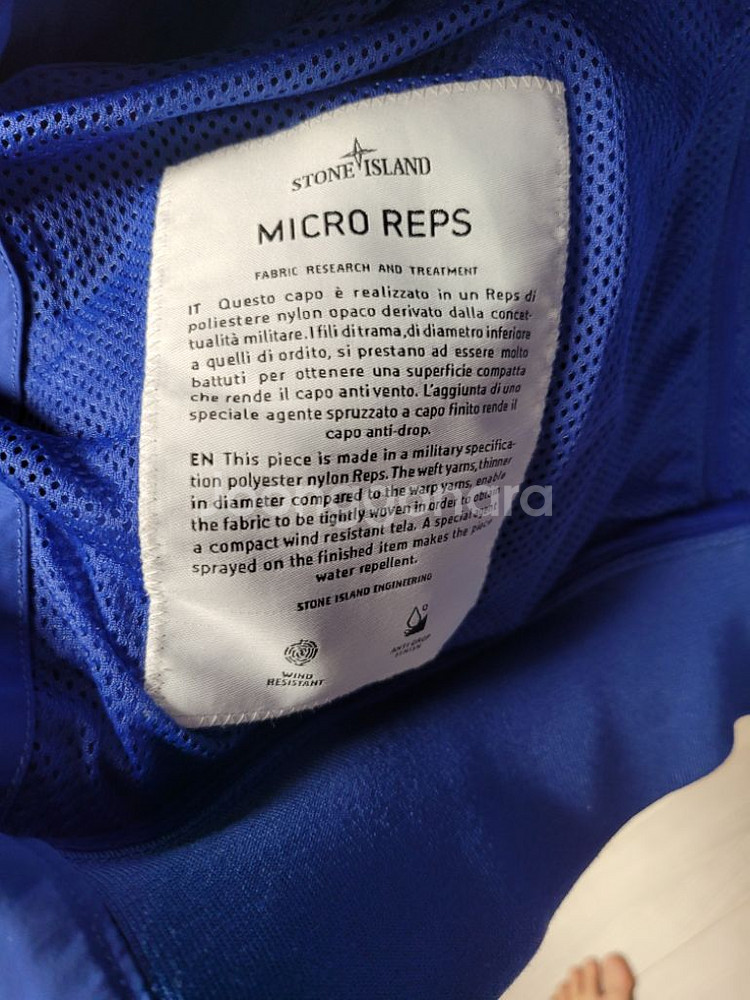 STONE ISLAND
MICRO REPS
FABRIC RESEARCH AND TREATMENT
IT Questo capo è realizzato in un Reps di
poliestere nylon opaco derivato dalla concet-
tualità militare. I fili di trama, di diametro inferiore
a quelli di ordito, si prestano ad essere molto
battuti per ottenere una superficie compatta
che rende il capo antivento. L'aggiunta di uno
speciale agente spruzzato a capo finito rende il
capo anti-drop.
EN This piece is made in a military specifica-
tion polyester nylon Reps. The weft yarns, thinner
in diameter compared to the warp yarns, enable
the fabric to be tightly woven in order to obtain
a compact wind resistant tela. A special agent
sprayed on the finished item makes the piece
water repellent.
STONE ISLAND ENGINEERING
WIND
RESISTANT
ANTI-DROP